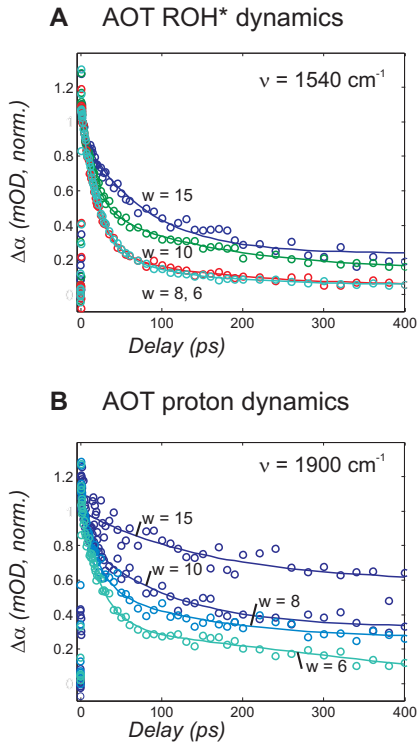 A AOT ROH* dynamics
ν = 1540 cm⁻¹
Δα (mOD, norm.)
1.2
1
0.8
0.6
0.4
0.2
0
w = 15
w = 10
w = 8, 6
0 100 200 300 400
Delay (ps)
B AOT proton dynamics
ν = 1900 cm⁻¹
Δα (mOD, norm.)
1.2
1
0.8
0.6
0.4
0.2
0
w = 15
w = 10
w = 8
w = 6
0 100 200 300 400
Delay (ps)